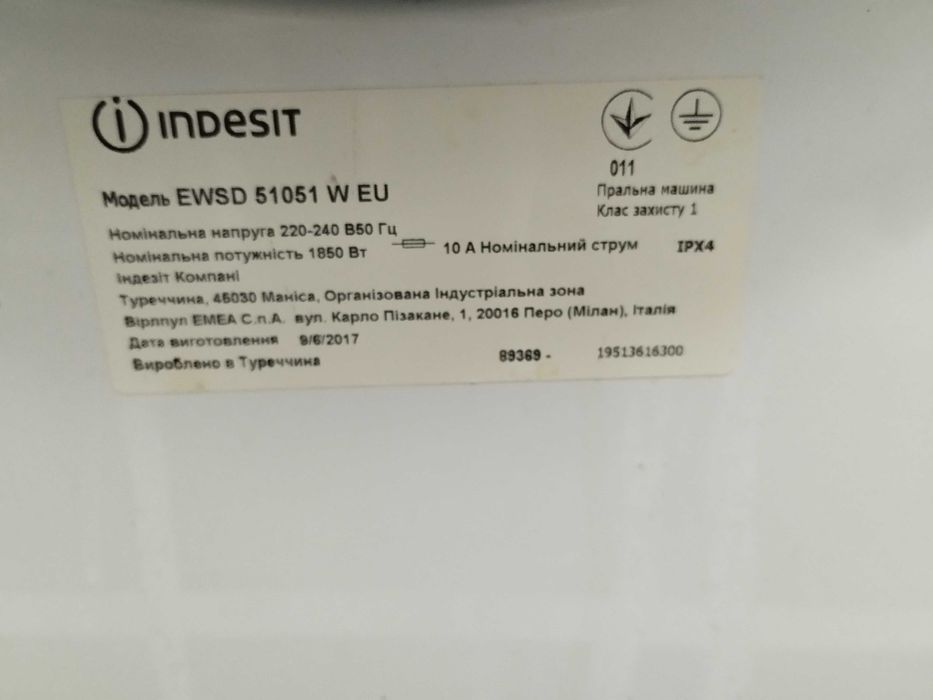 INDESIT
011
Модель EWSD 51051 W EU
Пральна машина
Клас захисту 1
Номінальна напруга 220-240 В50 Гц
Номінальна потужність 1850 Вт
10 А Номінальний струм IPX4
Індезіт Компані
Туреччина, 45030 Маніса, Організована Індустріальна зона
Вірлпул EMEA С.п.А. вул. Карло Пізакане, 1, 20016 Перо (Мілан), Італія
Дата виготовлення 9/6/2017
Вироблено в Туреччина
89369 - 19513616300